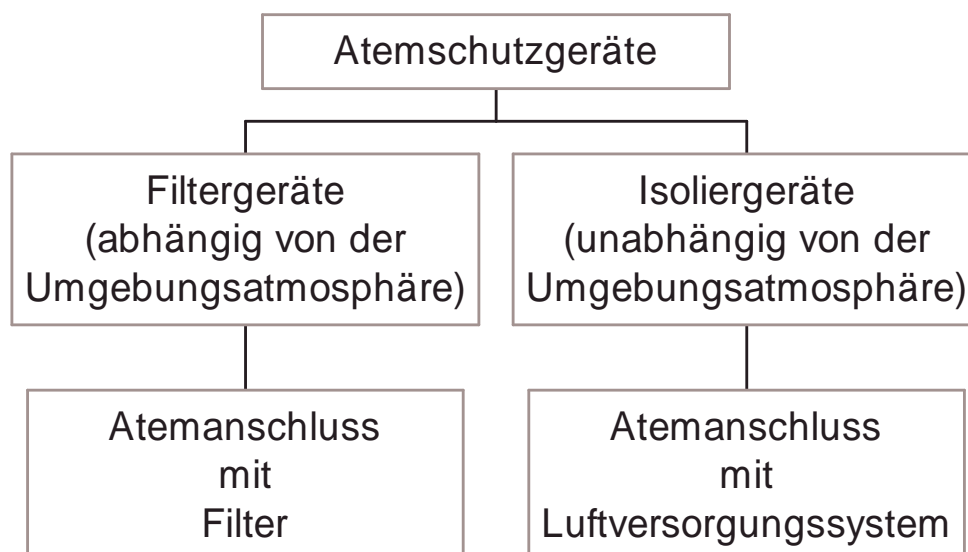 Atemschutzgeräte
Filtergeräte
(abhängig von der
Umgebungsatmosphäre)
Isoliergeräte
(unabhängig von der
Umgebungsatmosphäre)
Atemanschluss
mit
Filter
Atemanschluss
mit
Luftversorgungssystem